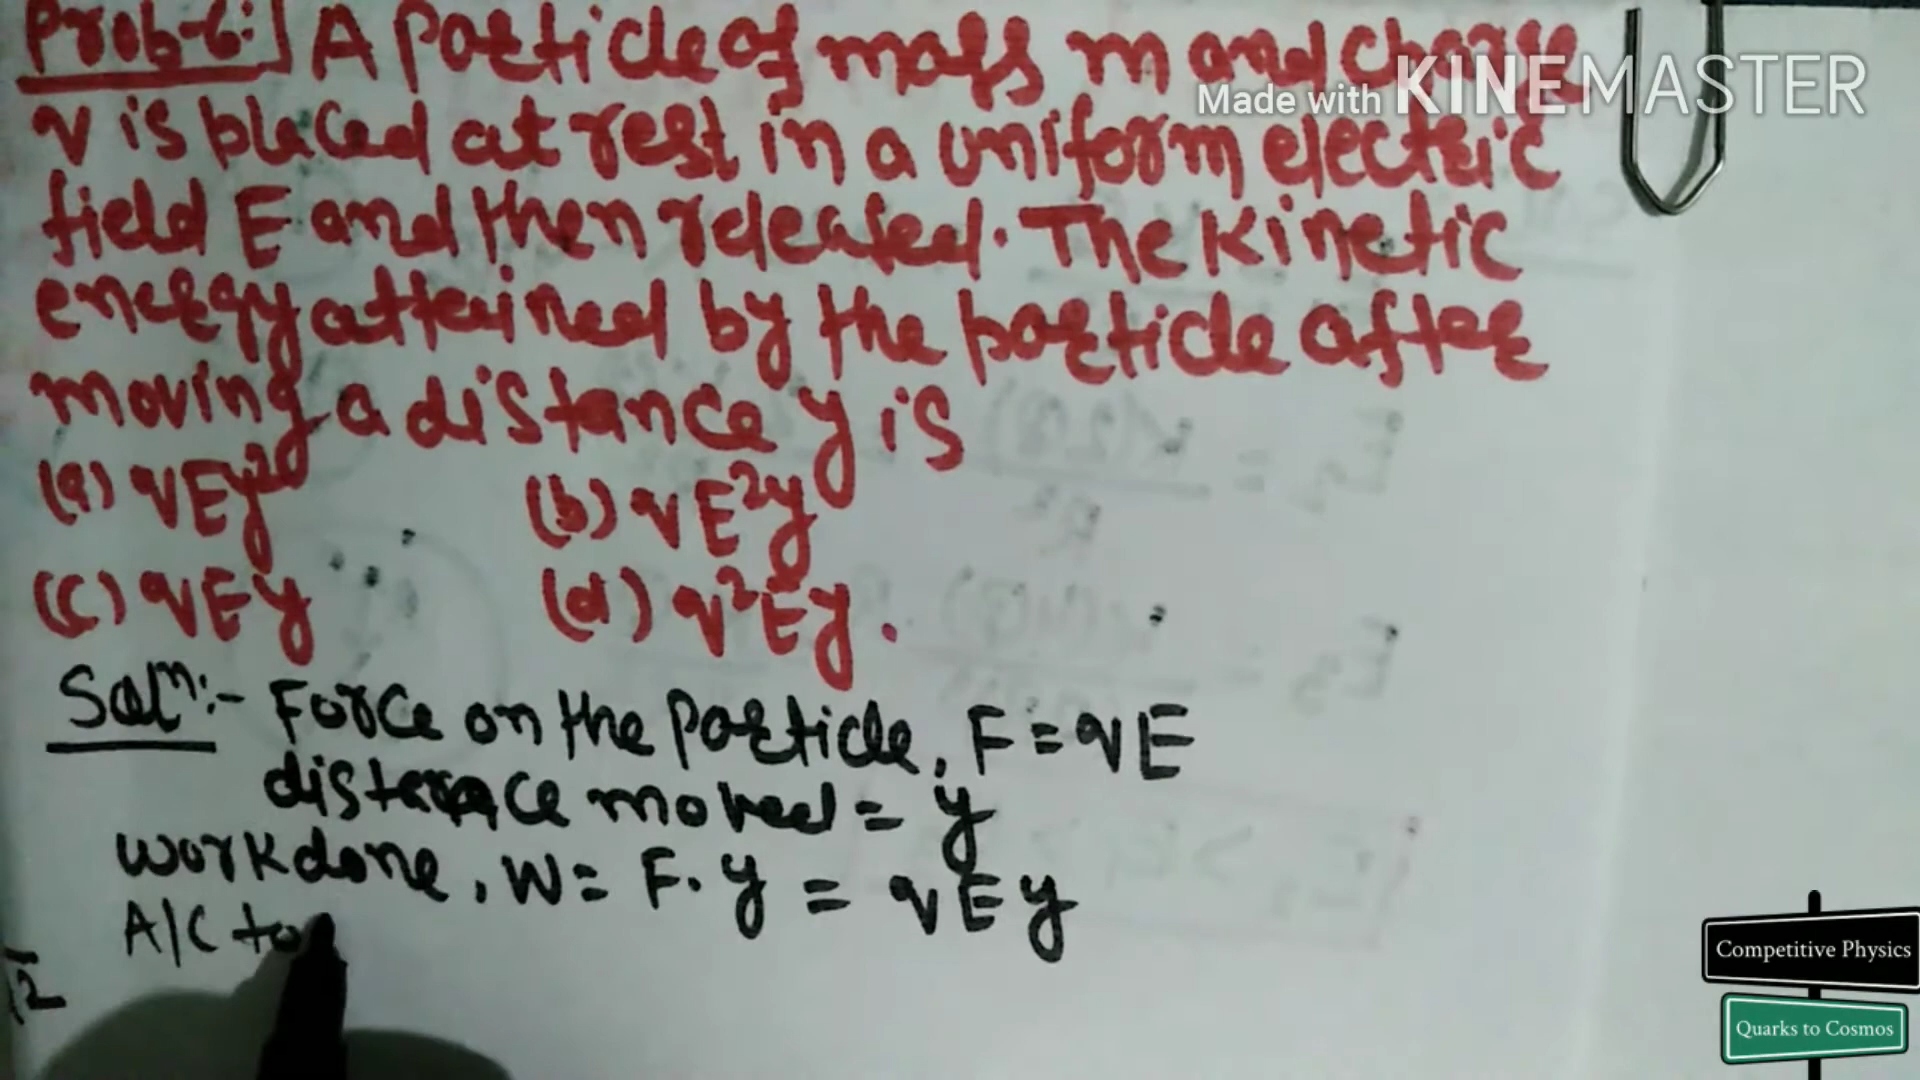 Prob-6:] A Particle of mass m and charge
q is placed at rest in a uniform electric
field E and then released. The Kinetic
energy attained by the particle after
moving a distance y is
(a) qEy²
(b) qE²y
(c) qEy
(d) q²Ey.
Solⁿ:- Force on the Particle, F = qE
distance moved = y
workdone, W = F.y = qEy
A/C to
Made with KINEMASTER
Competitive Physics
Quarks to Cosmos